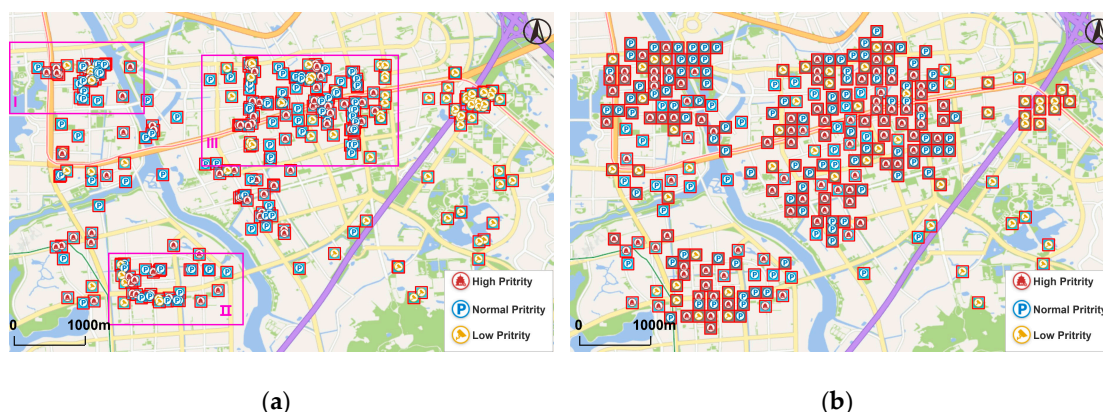 I
III
II
High Pritrity
Normal Pritrity
Low Pritrity
0 1000m
High Pritrity
Normal Pritrity
Low Pritrity
0 1000m
(a) (b)